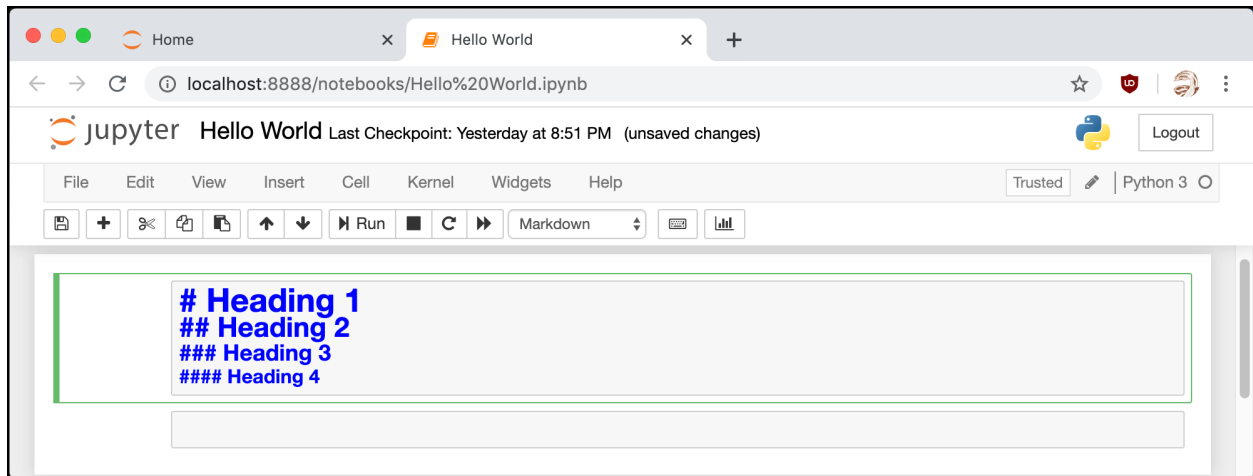 Home
Hello World
localhost:8888/notebooks/Hello%20World.ipynb
jupyter Hello World Last Checkpoint: Yesterday at 8:51 PM (unsaved changes)
Logout
File Edit View Insert Cell Kernel Widgets Help
Trusted Python 3
Run Markdown
# Heading 1
## Heading 2
### Heading 3
#### Heading 4